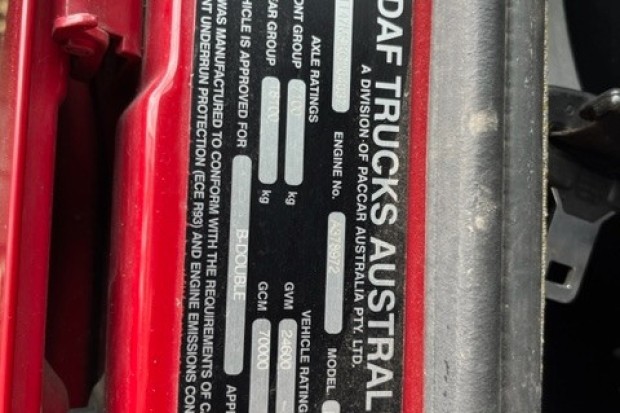 DAF TRUCKS AUSTRAL
A DIVISION OF PACCAR AUSTRALIA PTY. LTD.
ENGINE No. MODEL
AXLE RATINGS VEHICLE RATING
ONT GROUP kg GVM 24600
EAR GROUP kg GCM 70000
HICLE IS APPROVED FOR B-DOUBLE APP
WAS MANUFACTURED TO CONFORM WITH THE REQUIREMENTS OF C
NT UNDERRUN PROTECTION (ECE R93) AND ENGINE EMISSIONS CON